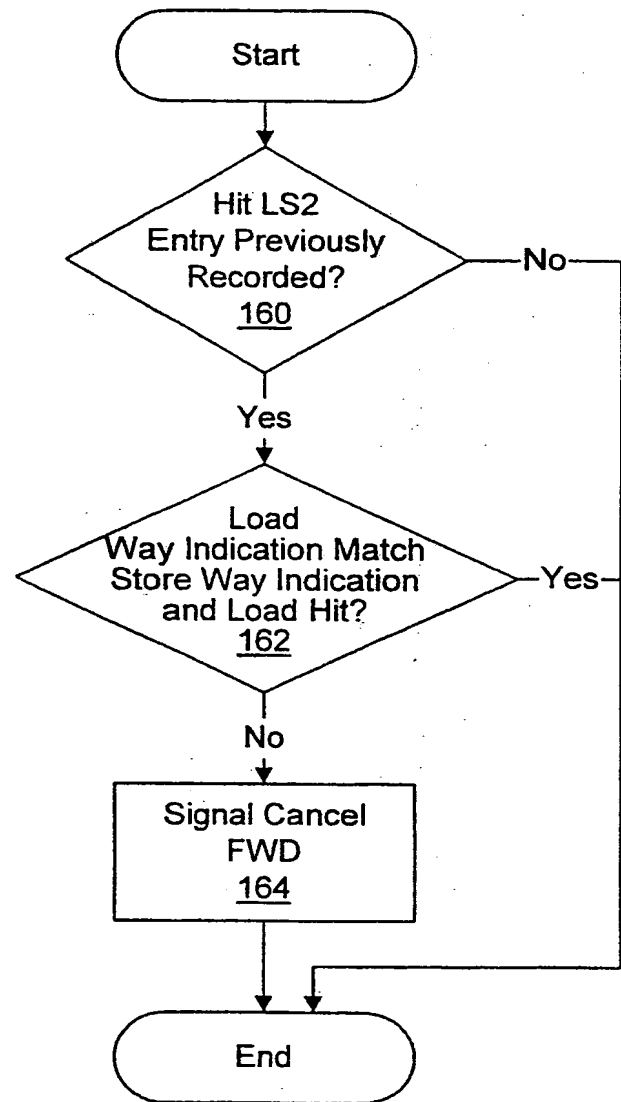 Start
Hit LS2
Entry Previously
Recorded?
160
No
Yes
Load
Way Indication Match
Store Way Indication
and Load Hit?
162
Yes
No
Signal Cancel
FWD
164
End